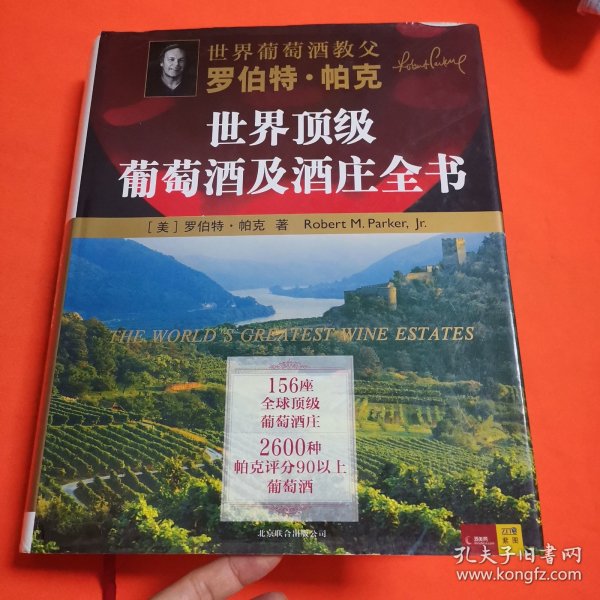 世界葡萄酒教父
罗伯特·帕克
世界顶级
葡萄酒及酒庄全书
[美]罗伯特·帕克 著 Robert M. Parker, Jr.
THE WORLD'S GREATEST WINE ESTATES
156座
全球顶级
葡萄酒庄
2600种
帕克评分90以上
葡萄酒
北京联合出版公司
孔夫子旧书网
www.kongfz.com